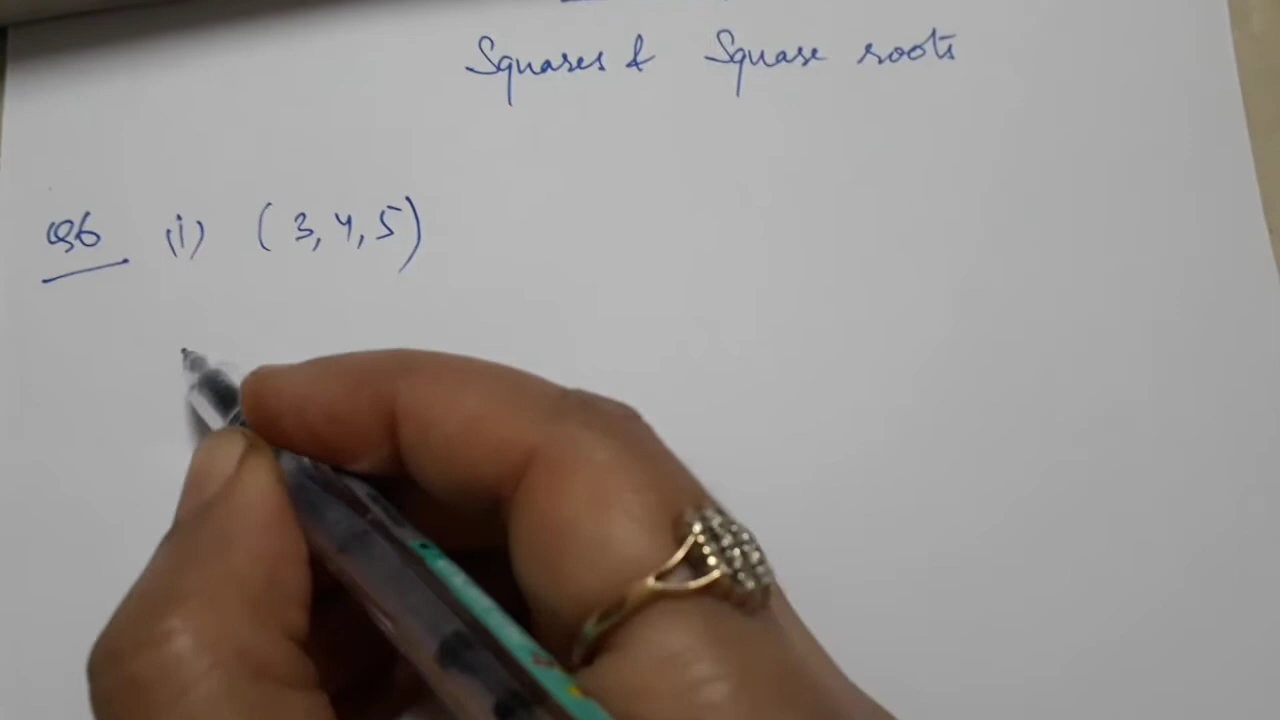 Squares & Square roots
Q6 (i) (3, 4, 5)